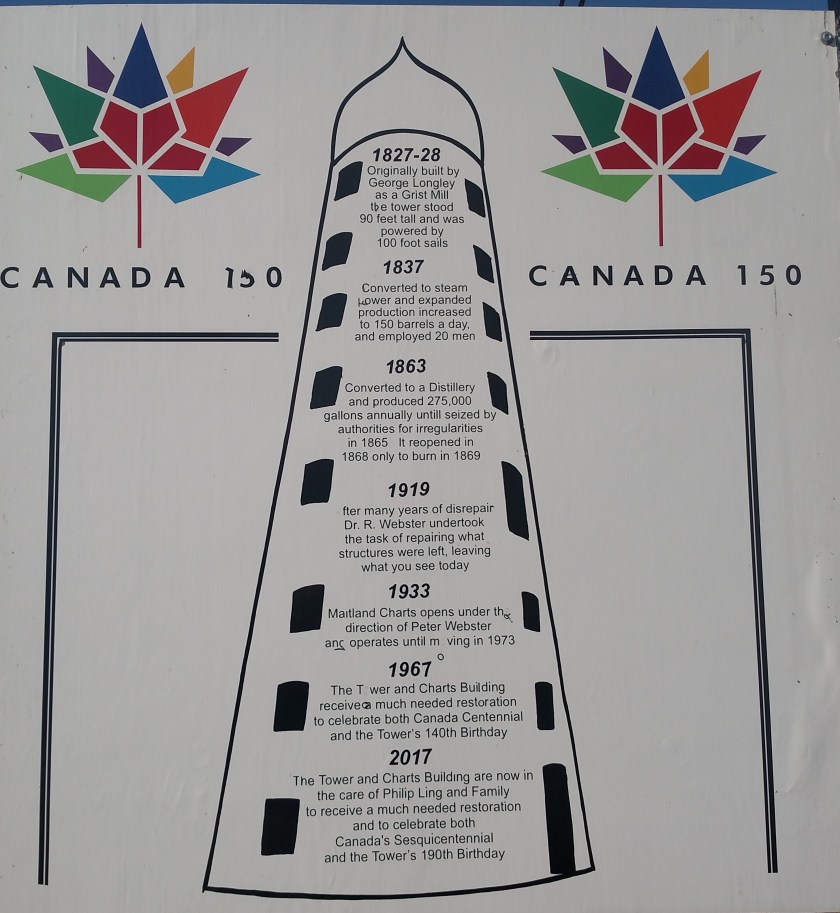 CANADA 150
CANADA 150
1827-28
Originally built by
George Longley
as a Grist Mill
the tower stood
90 feet tall and was
powered by
100 foot sails
1837
Converted to steam
power and expanded
production increased
to 150 barrels a day,
and employed 20 men
1863
Converted to a Distillery
and produced 275,000
gallons annually untill seized by
authorities for irregularities
in 1865 It reopened in
1868 only to burn in 1869
1919
fter many years of disrepair
Dr. R. Webster undertook
the task of repairing what
structures were left, leaving
what you see today
1933
Maitland Charts opens under the
direction of Peter Webster
and operates until m ving in 1973
1967
The T wer and Charts Building
receive a much needed restoration
to celebrate both Canada Centennial
and the Tower's 140th Birthday
2017
The Tower and Charts Building are now in
the care of Philip Ling and Family
to receive a much needed restoration
and to celebrate both
Canada's Sesquicentennial
and the Tower's 190th Birthday